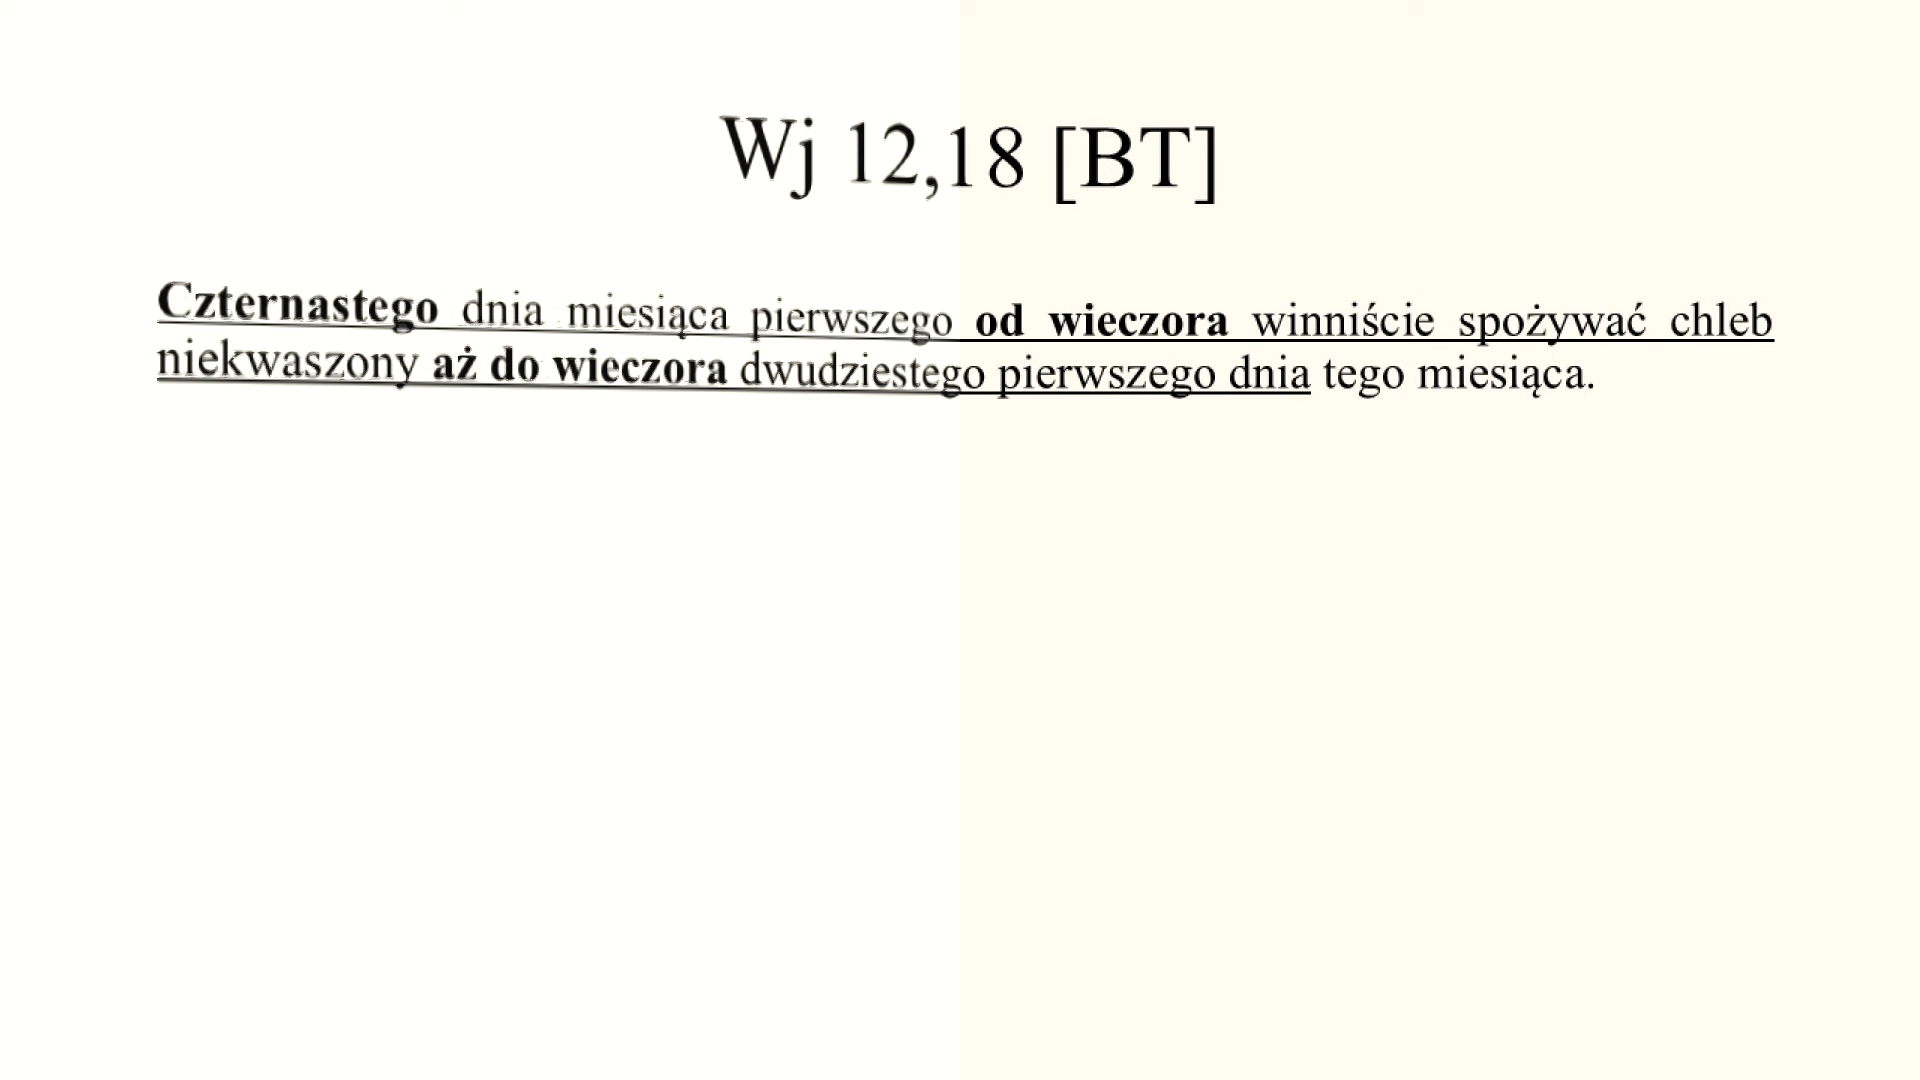 Wj 12,18 [BT]
Czternastego dnia miesiąca pierwszego od wieczora winniście spożywać chleb
niekwaszony aż do wieczora dwudziestego pierwszego dnia tego miesiąca.